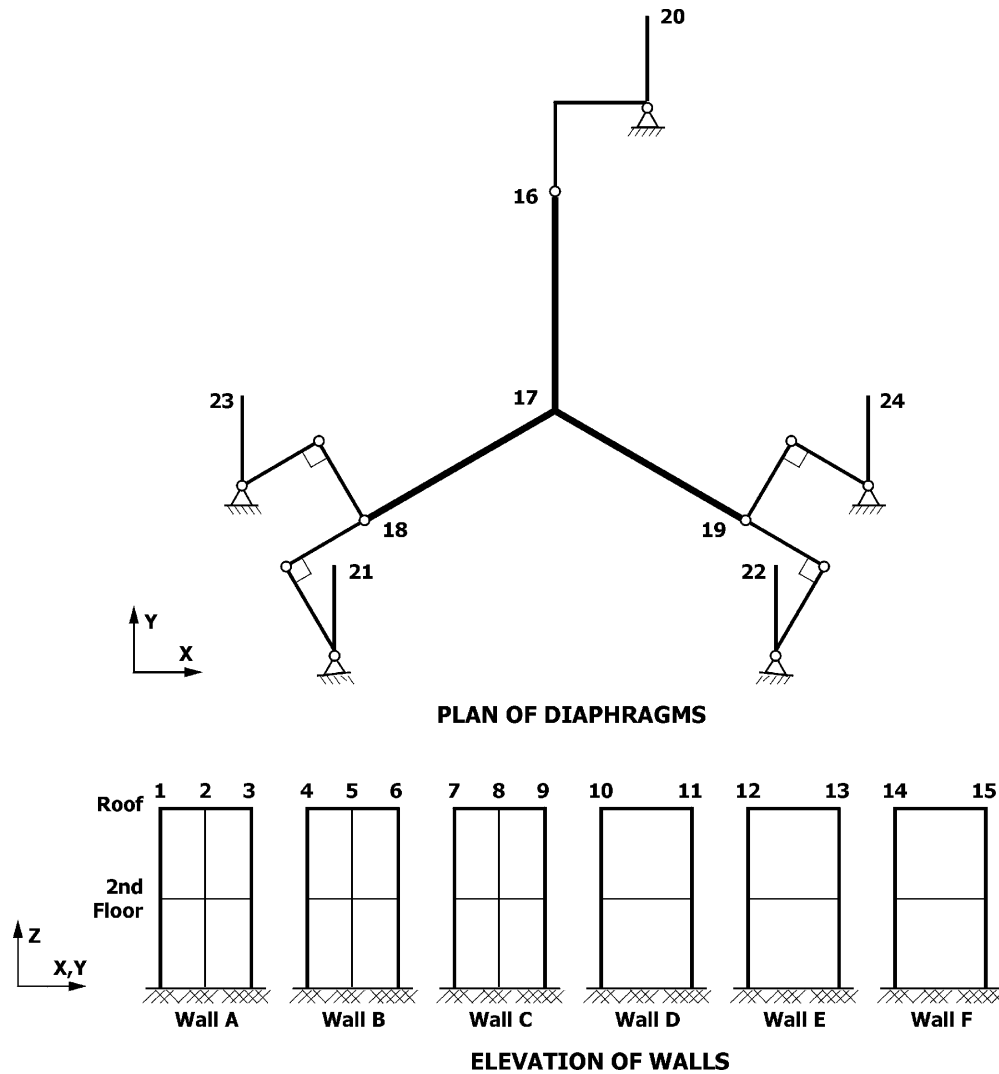 20
16
17
23
24
18
19
21
22
Y
X
PLAN OF DIAPHRAGMS
1 2 3 4 5 6 7 8 9 10 11 12 13 14 15
Roof
2nd
Floor
Z
X,Y
Wall A Wall B Wall C Wall D Wall E Wall F
ELEVATION OF WALLS